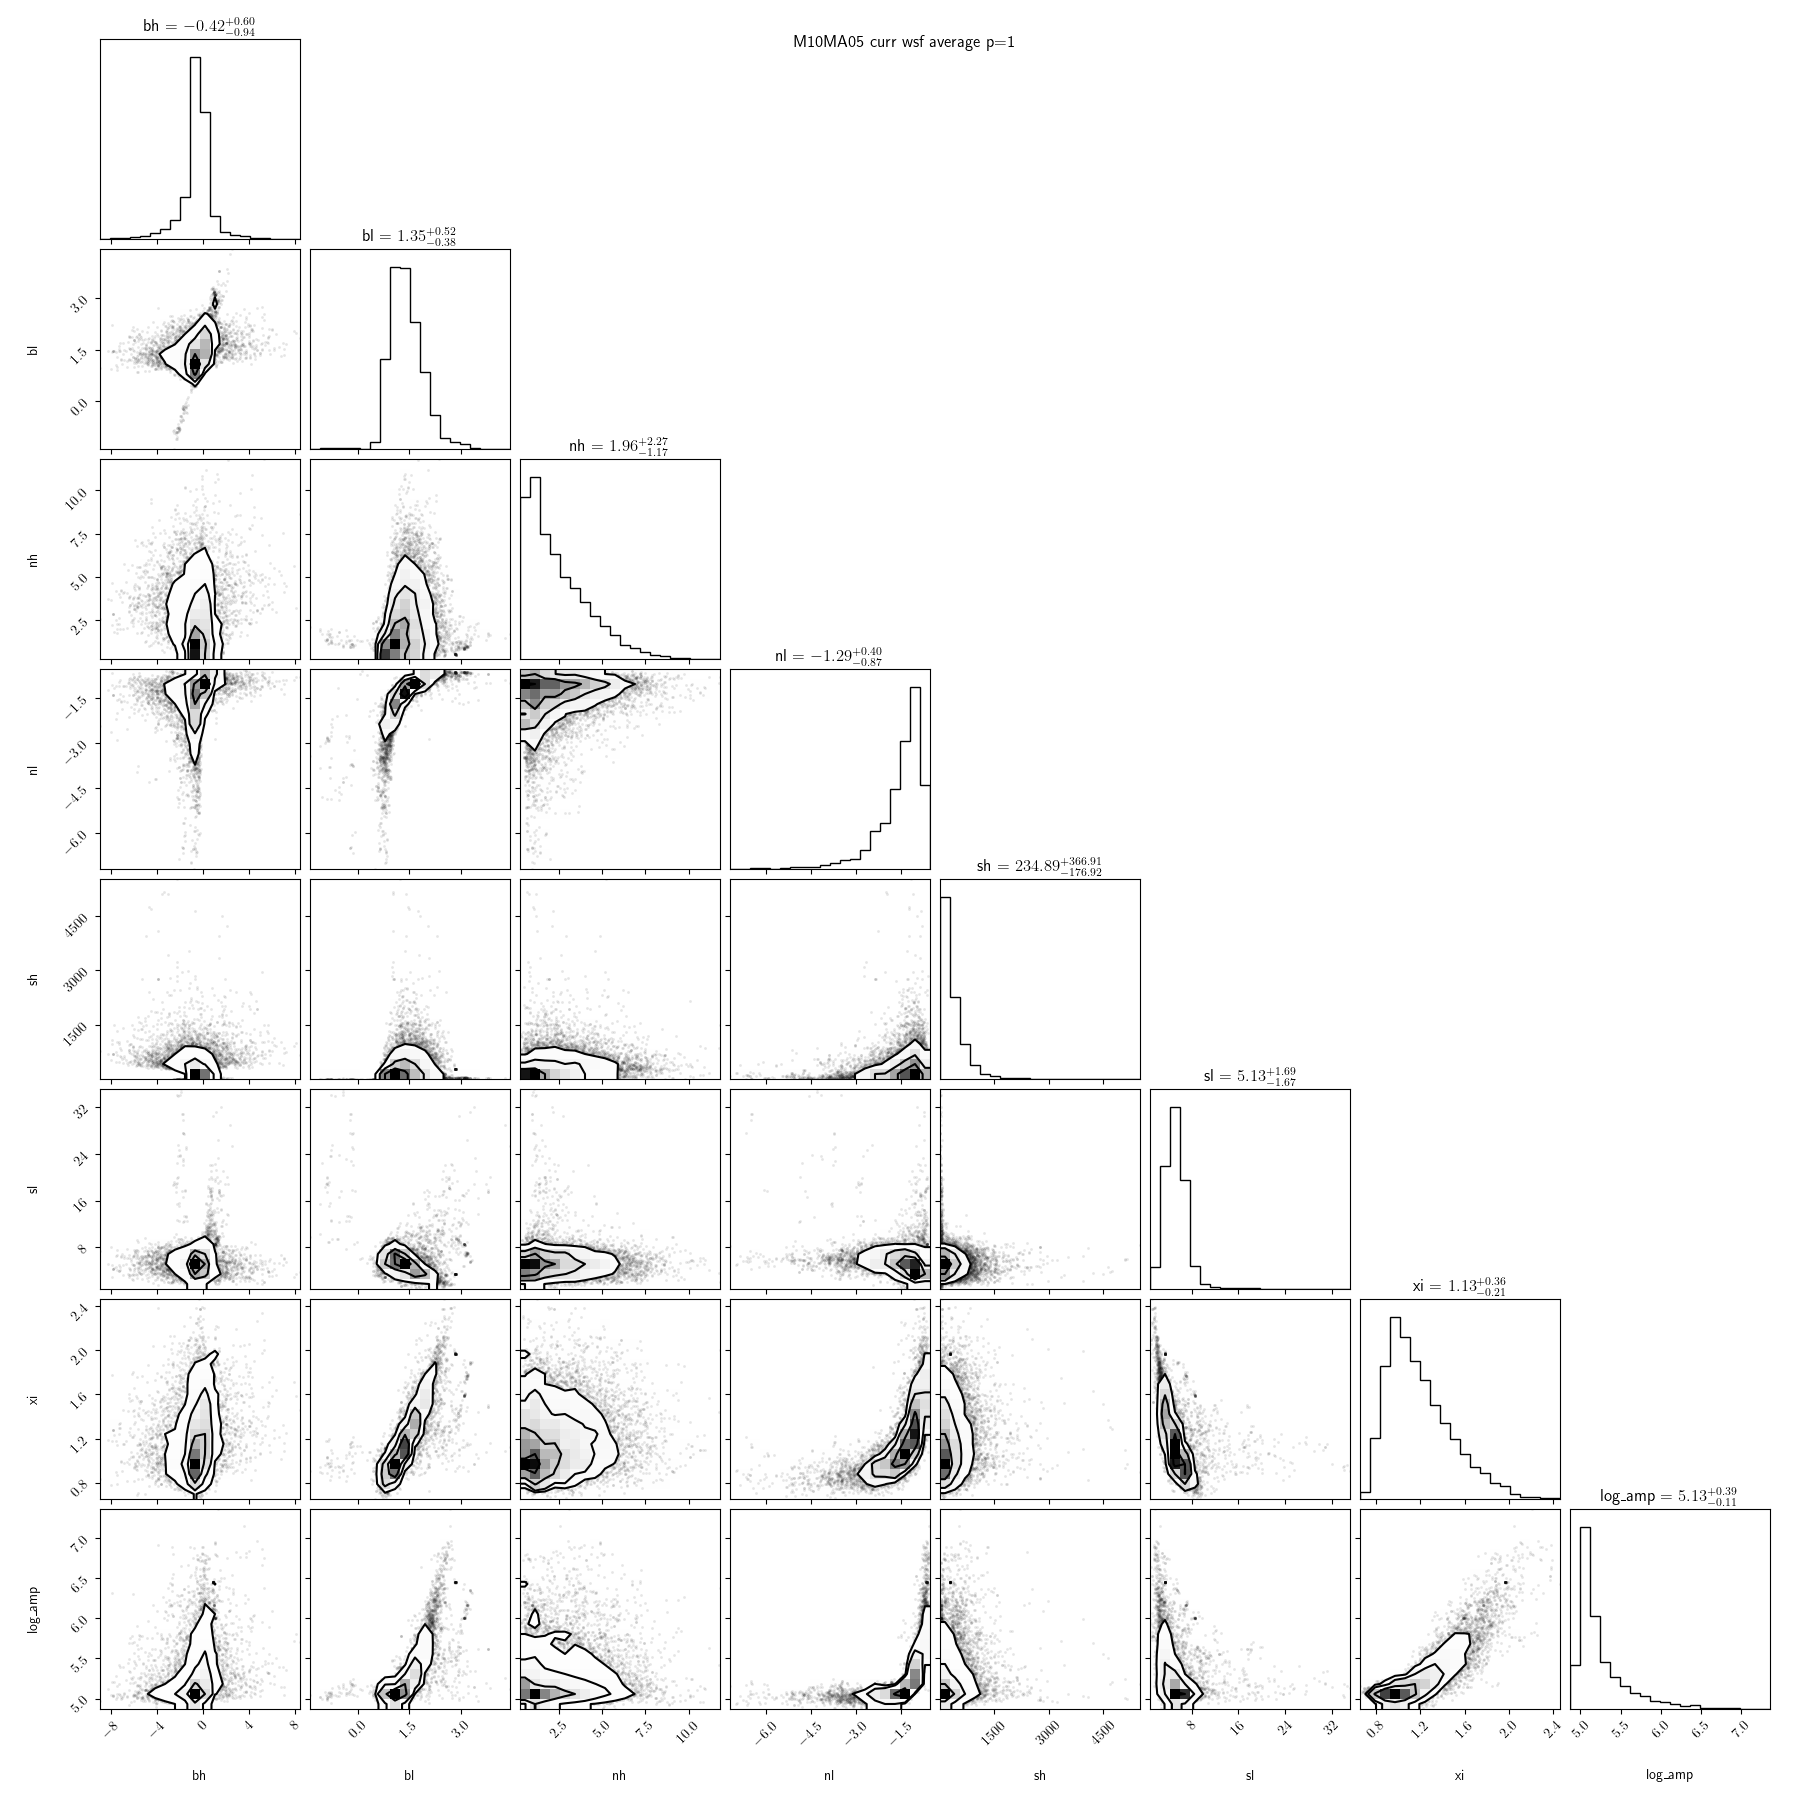 bh = −0.42+0.60−0.94
M10MA05 curr wsf average p=1
bl = 1.35+0.52−0.38
3.0
1.5
0.0
bl
nh = 1.96+2.27−1.17
10.0
7.5
5.0
2.5
nh
nl = −1.29+0.40−0.87
−1.5
−3.0
−4.5
−6.0
nl
sh = 234.89+366.91−176.92
4500
3000
1500
sh
sl = 5.13+1.69−1.67
32
24
16
8
sl
xi = 1.13+0.36−0.21
2.4
2.0
1.6
1.2
0.8
xi
log_amp = 5.13+0.39−0.11
7.0
6.5
6.0
5.5
5.0
log_amp
−8 −4 0 4 8 0.0 1.5 3.0 2.5 5.0 7.5 10.0 −6.0 −4.5 −3.0 −1.5 1500 3000 4500 8 16 24 32 0.8 1.2 1.6 2.0 2.4 5.0 5.5 6.0 6.5 7.0
bh bl nh nl sh sl xi log_amp